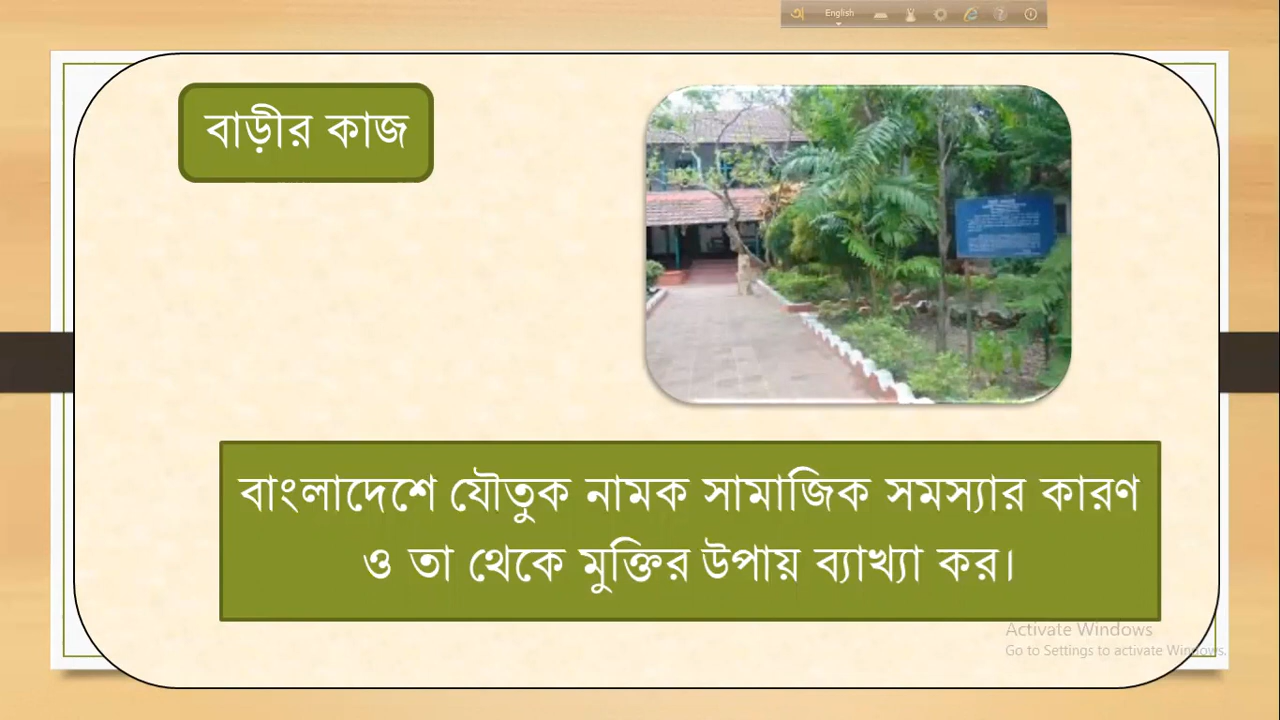 English
বাড়ীর কাজ
বাংলাদেশে যৌতুক নামক সামাজিক সমস্যার কারণ
ও তা থেকে মুক্তির উপায় ব্যাখ্যা কর।
Activate Windows
Go to Settings to activate Windows.